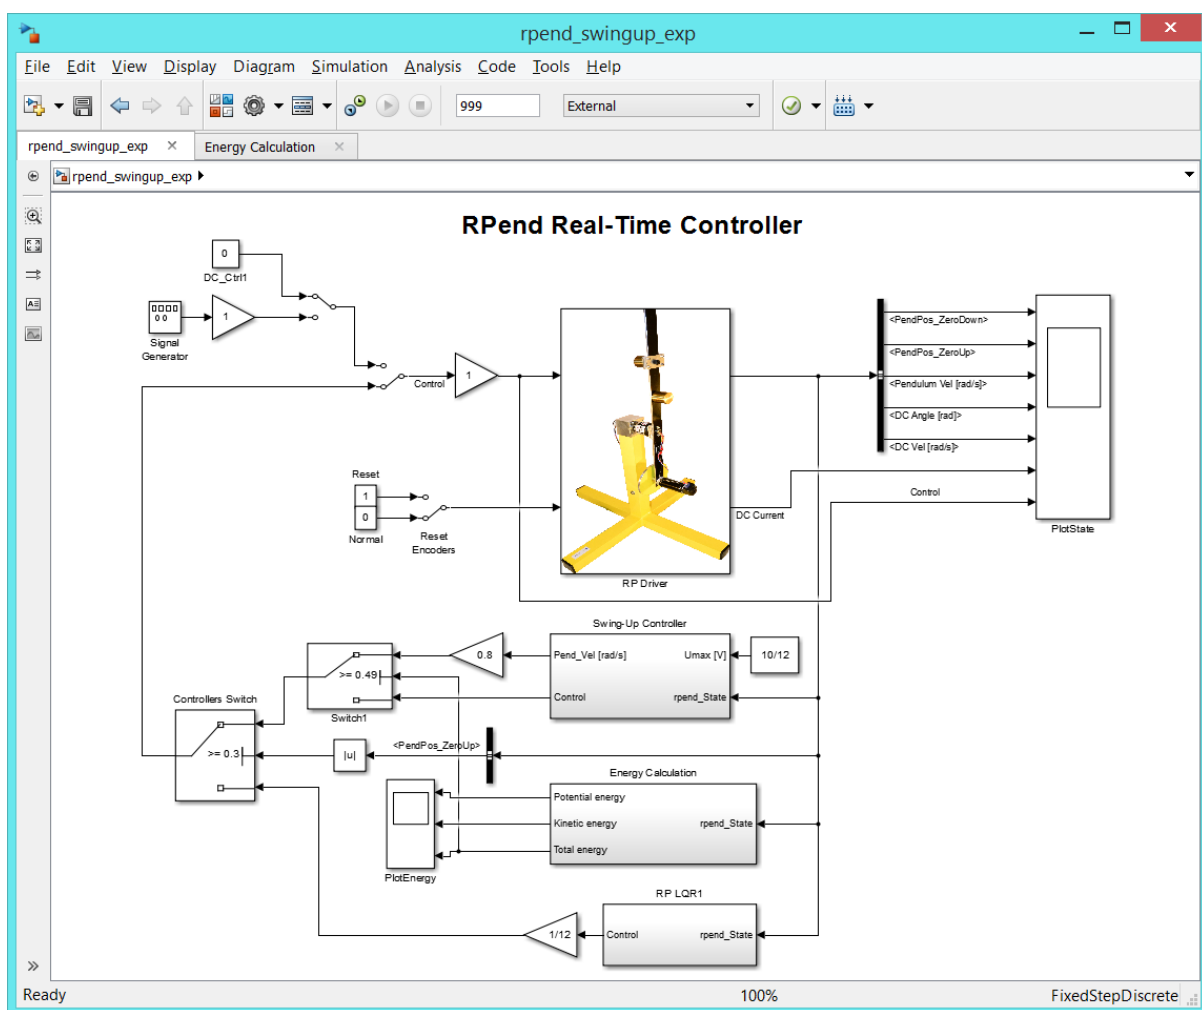 rpend_swingup_exp
File Edit View Display Diagram Simulation Analysis Code Tools Help
999 External
rpend_swingup_exp Energy Calculation
rpend_swingup_exp
RPend Real-Time Controller
0
DC_Ctrl1
1
Signal
Generator
Control
1
<PendPos_ZeroDown>
<PendPos_ZeroUp>
<Pendulum Vel [rad/s]>
<DC Angle [rad]>
<DC Vel [rad/s]>
Reset
1
0
Normal
Reset
Encoders
DC Current
Control
PlotState
RP Driver
Swing-Up Controller
0.8
Pend_Vel [rad/s]
Umax [V]
10/12
>= 0.49
Control
rpend_State
Switch1
Controllers Switch
>= 0.3
|u|
<PendPos_ZeroUp>
Energy Calculation
Potential energy
Kinetic energy
rpend_State
Total energy
PlotEnergy
RP LQR1
1/12
Control
rpend_State
Ready 100% FixedStepDiscrete